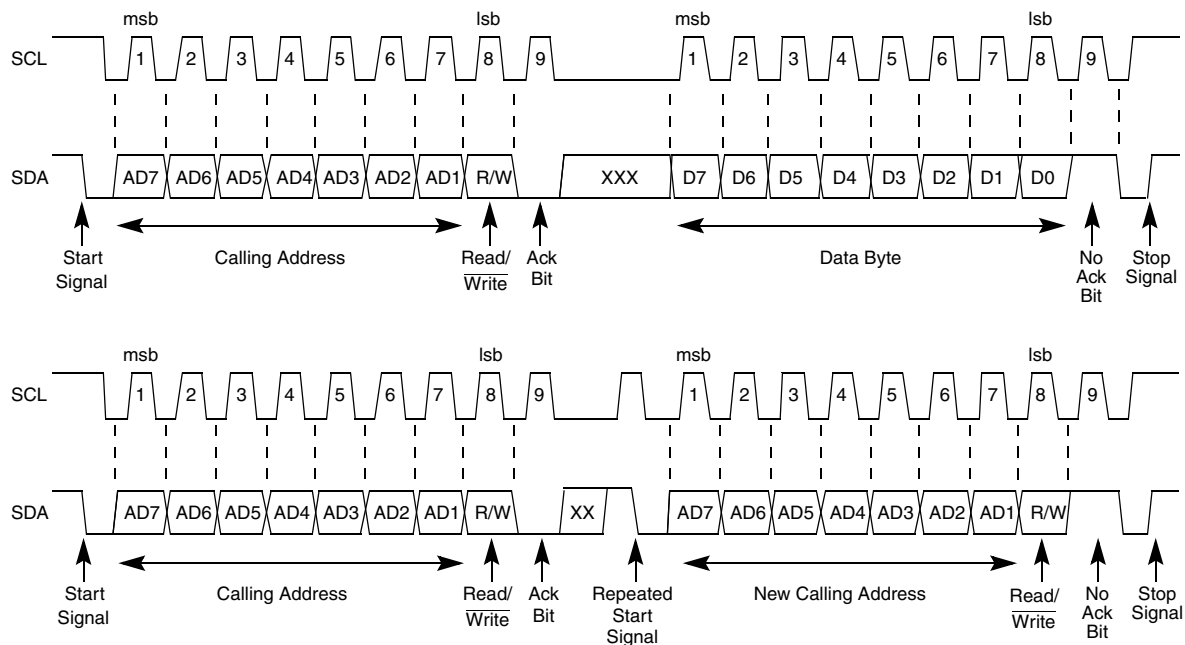 msb lsb msb lsb
SCL 1 2 3 4 5 6 7 8 9 1 2 3 4 5 6 7 8 9
SDA AD7 AD6 AD5 AD4 AD3 AD2 AD1 R/W XXX D7 D6 D5 D4 D3 D2 D1 D0
Start
Signal
Calling Address
Read/
Write
Ack
Bit
Data Byte
No
Ack
Bit
Stop
Signal
msb lsb msb lsb
SCL 1 2 3 4 5 6 7 8 9 1 2 3 4 5 6 7 8 9
SDA AD7 AD6 AD5 AD4 AD3 AD2 AD1 R/W XX AD7 AD6 AD5 AD4 AD3 AD2 AD1 R/W
Start
Signal
Calling Address
Read/
Write
Ack
Bit
Repeated
Start
Signal
New Calling Address
Read/
Write
No
Ack
Bit
Stop
Signal